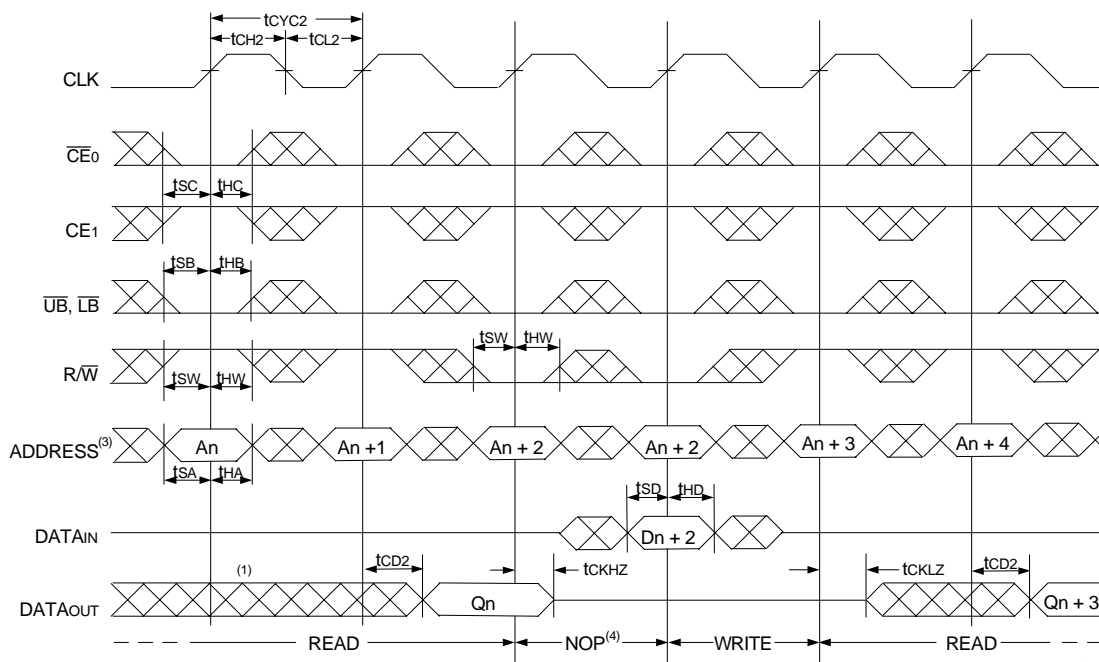 tCYC2
tCH2 tCL2
CLK
CE0
tSC tHC
CE1
tSB tHB
UB, LB
tSW tHW
R/W
tSW tHW
ADDRESS(3) An An +1 An + 2 An + 2 An + 3 An + 4
tSA tHA
tSD tHD
DATAIN Dn + 2
(1) tCD2 tCKHZ tCKLZ tCD2
DATAOUT Qn Qn + 3
READ NOP(4) WRITE READ